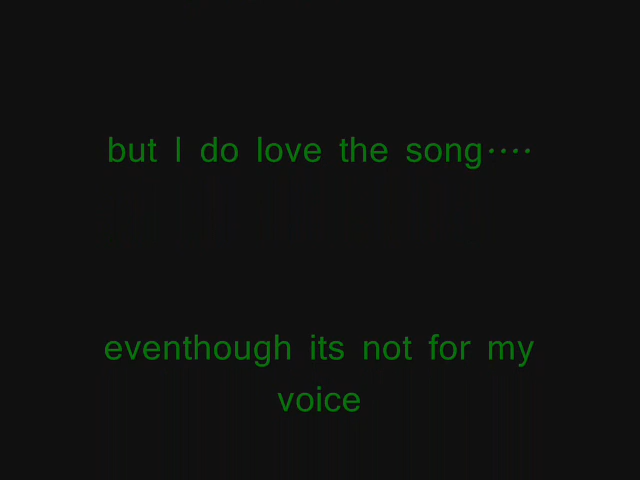 but I do love the song····
eventhough its not for my
voice